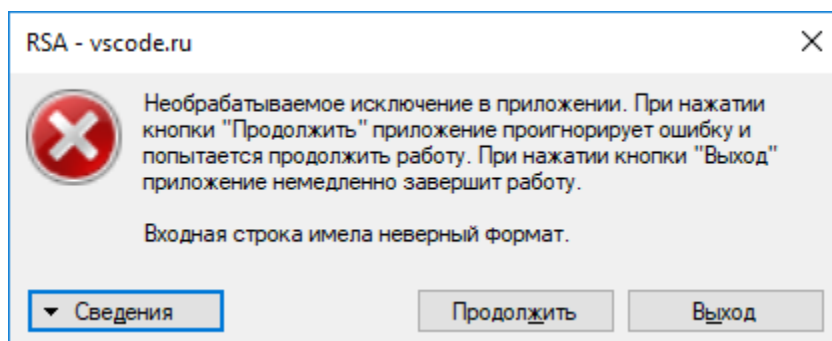 RSA - vscode.ru
Необрабатываемое исключение в приложении. При нажатии
кнопки "Продолжить" приложение проигнорирует ошибку и
попытается продолжить работу. При нажатии кнопки "Выход"
приложение немедленно завершит работу.
Входная строка имела неверный формат.
Сведения Продолжить Выход